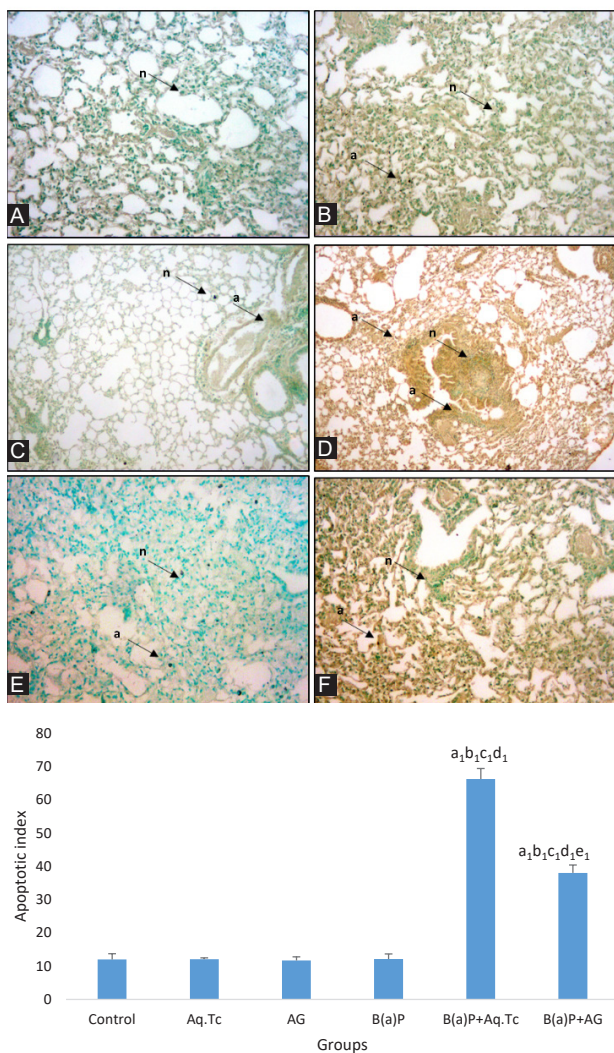 n
A
n
a
B
n
a
C
a
n
a
D
n
a
E
n
a
F
80
70
60
50
40
30
20
10
0
Apoptotic index
a₁b₁c₁d₁
a₁b₁c₁d₁e₁
Control Aq.Tc AG B(a)P B(a)P+Aq.Tc B(a)P+AG
Groups